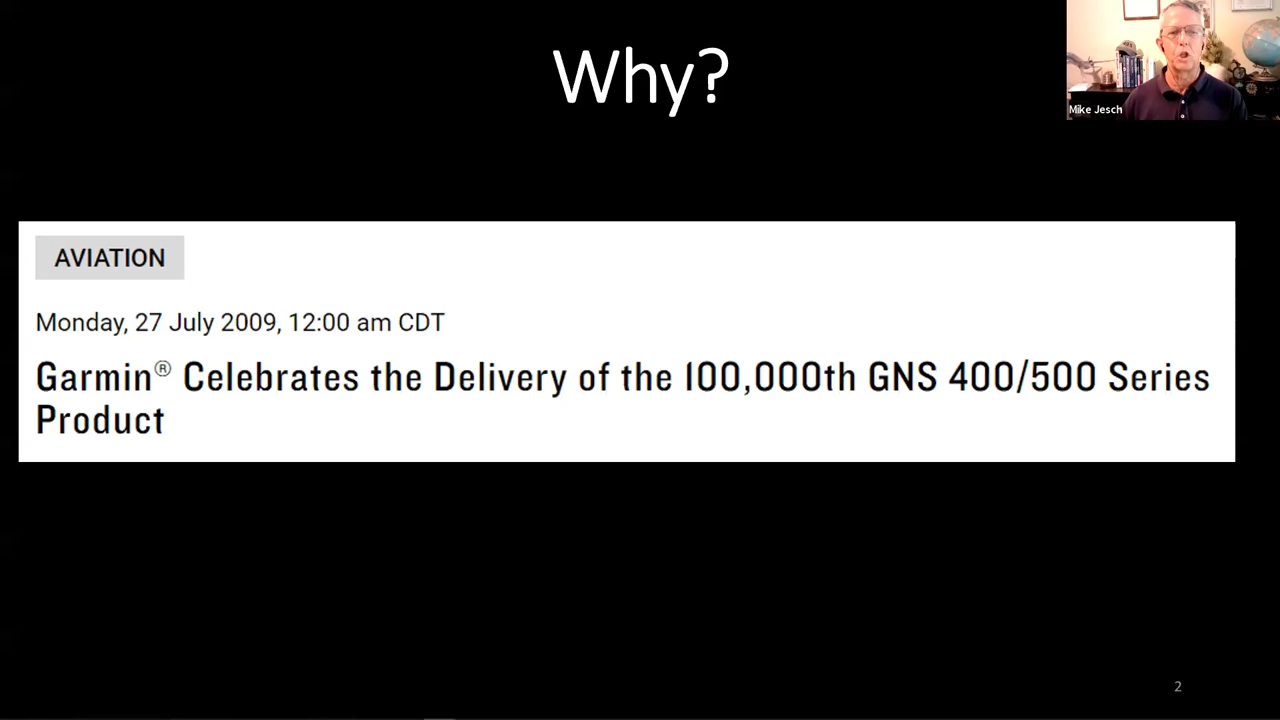 Why?
Mike Jesch
AVIATION
Monday, 27 July 2009, 12:00 am CDT
Garmin® Celebrates the Delivery of the 100,000th GNS 400/500 Series
Product
2